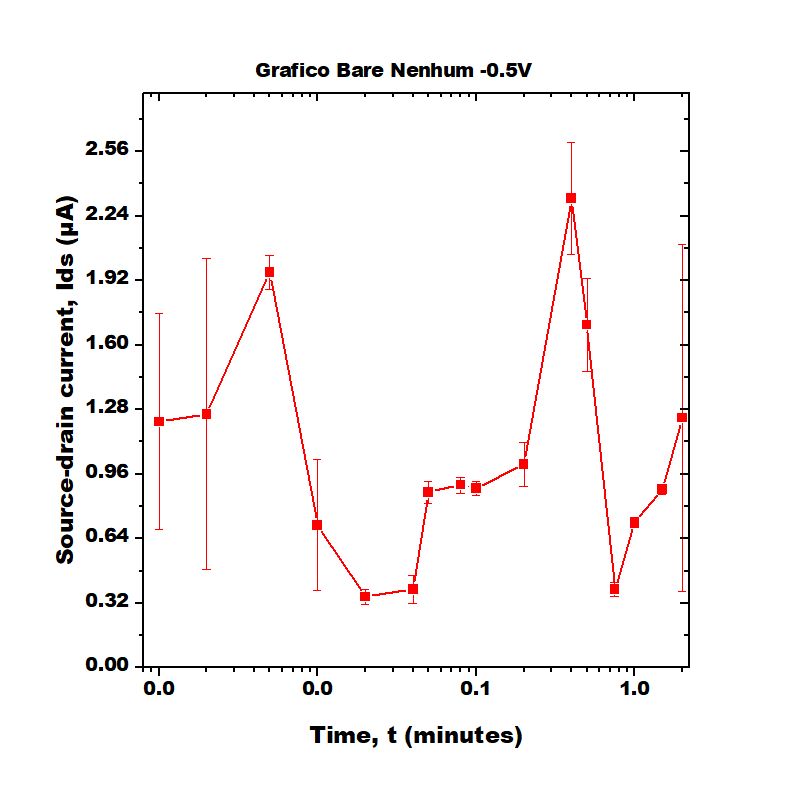 Grafico Bare Nenhum -0.5V
2.56
2.24
1.92
1.60
1.28
0.96
0.64
0.32
0.00
Source-drain current, Ids (µA)
0.0 0.0 0.1 1.0
Time, t (minutes)